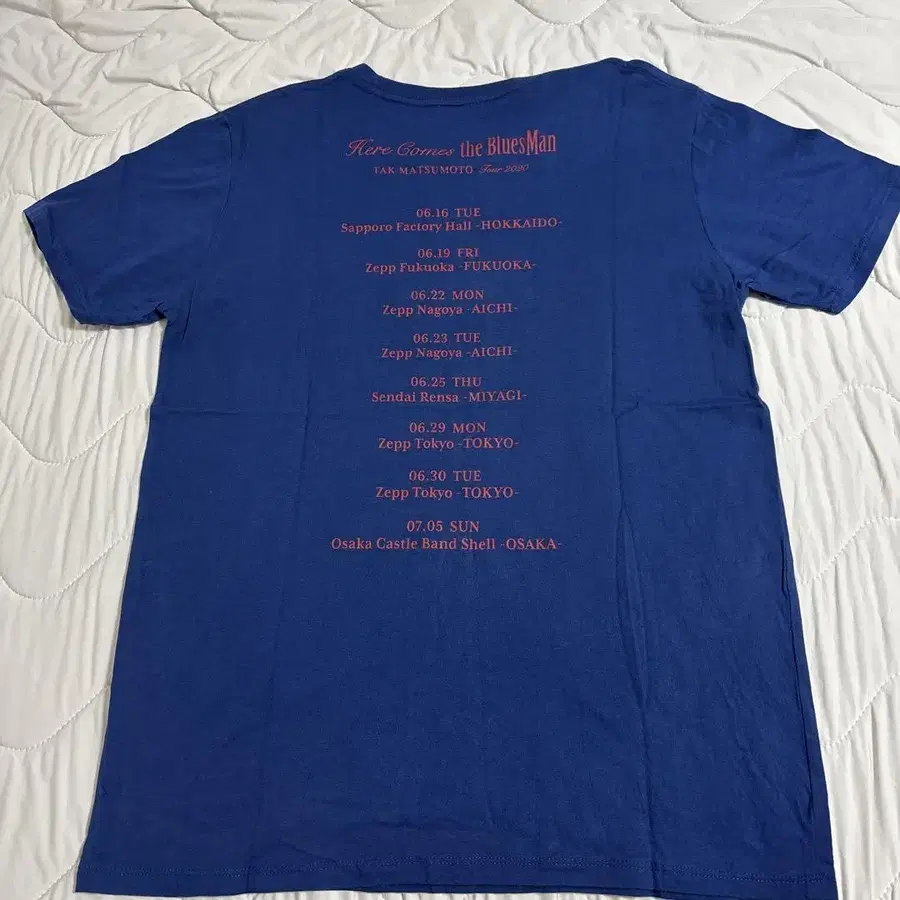 Here Comes the BluesMan
TAK MATSUMOTO Tour 2020
06.16 TUE
Sapporo Factory Hall -HOKKAIDO-
06.19 FRI
Zepp Fukuoka -FUKUOKA-
06.22 MON
Zepp Nagoya -AICHI-
06.23 TUE
Zepp Nagoya -AICHI-
06.25 THU
Sendai Rensa -MIYAGI-
06.29 MON
Zepp Tokyo -TOKYO-
06.30 TUE
Zepp Tokyo -TOKYO-
07.05 SUN
Osaka Castle Band Shell -OSAKA-